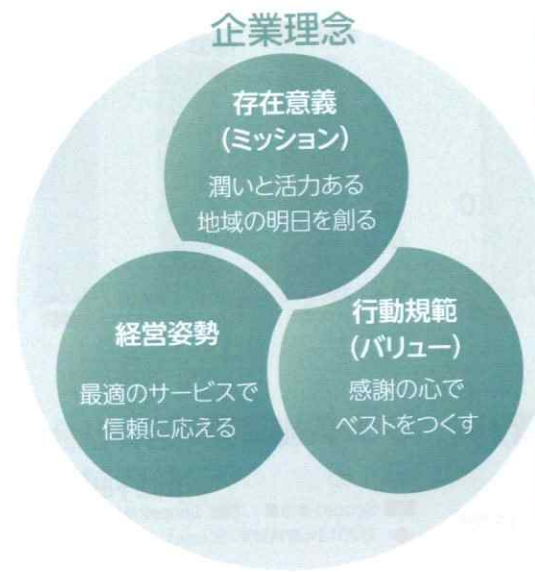 企業理念
存在意義
(ミッション)
潤いと活力ある
地域の明日を創る
経営姿勢
最適のサービスで
信頼に応える
行動規範
(バリュー)
感謝の心で
ベストをつくす